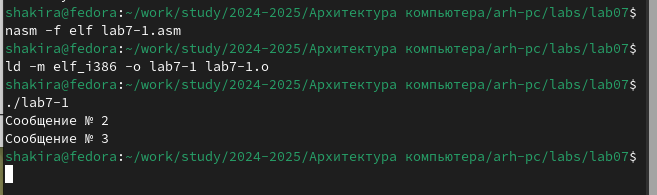 shakira@fedora:~/work/study/2024-2025/Архитектура компьютера/arh-pc/labs/lab07$
nasm -f elf lab7-1.asm
shakira@fedora:~/work/study/2024-2025/Архитектура компьютера/arh-pc/labs/lab07$
ld -m elf_i386 -o lab7-1 lab7-1.o
shakira@fedora:~/work/study/2024-2025/Архитектура компьютера/arh-pc/labs/lab07$
./lab7-1
Сообщение № 2
Сообщение № 3
shakira@fedora:~/work/study/2024-2025/Архитектура компьютера/arh-pc/labs/lab07$